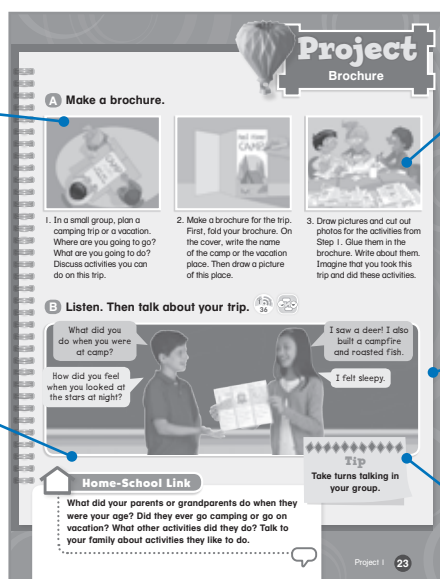 Project
Brochure
A Make a brochure.
Read About
CAMP
1. In a small group, plan a
camping trip or a vacation.
Where are you going to go?
What are you going to do?
Discuss activities you can
do on this trip.
2. Make a brochure for the trip.
First, fold your brochure. On
the cover, write the name
of the camp or the vacation
place. Then draw a picture
of this place.
3. Draw pictures and cut out
photos for the activities from
Step 1. Glue them in the
brochure. Write about them.
Imagine that you took this
trip and did these activities.
B Listen. Then talk about your trip.
36
What did you
do when you were
at camp?
I saw a deer! I also
built a campfire
and roasted fish.
How did you feel
when you looked at
the stars at night?
I felt sleepy.
Tip
Take turns talking in
your group.
Home-School Link
What did your parents or grandparents do when they
were your age? Did they ever go camping or go on
vacation? What other activities did they do? Talk to
your family about activities they like to do.
Project 1 23